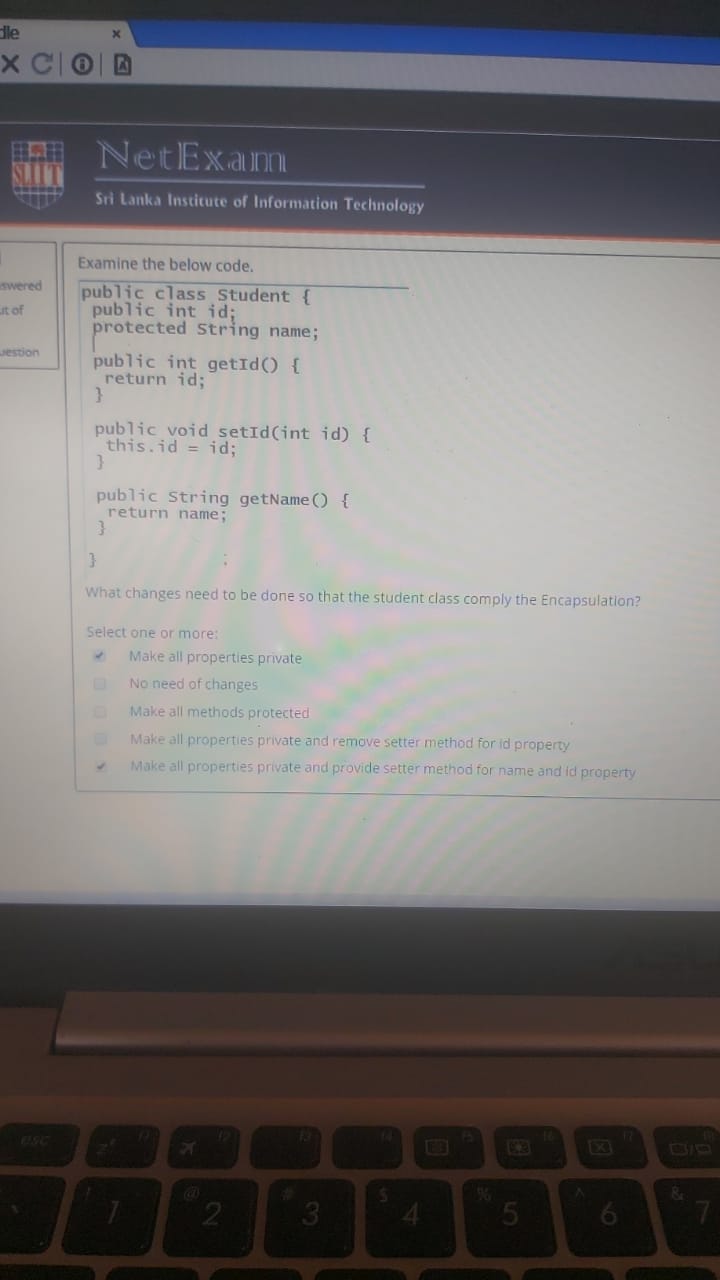 dle
x
SLIIT
NetExam
Sri Lanka Institute of Information Technology
swered
ut of
uestion
Examine the below code.
public class Student {
public int id;
protected String name;
public int getId() {
return id;
}
public void setId(int id) {
this.id = id;
}
public String getName() {
return name;
}
}
;
What changes need to be done so that the student class comply the Encapsulation?
Select one or more:
Make all properties private
No need of changes
Make all methods protected
Make all properties private and remove setter method for id property
Make all properties private and provide setter method for name and id property
esc
! 1
@ 2
# 3
$ 4
% 5
^ 6
& 7